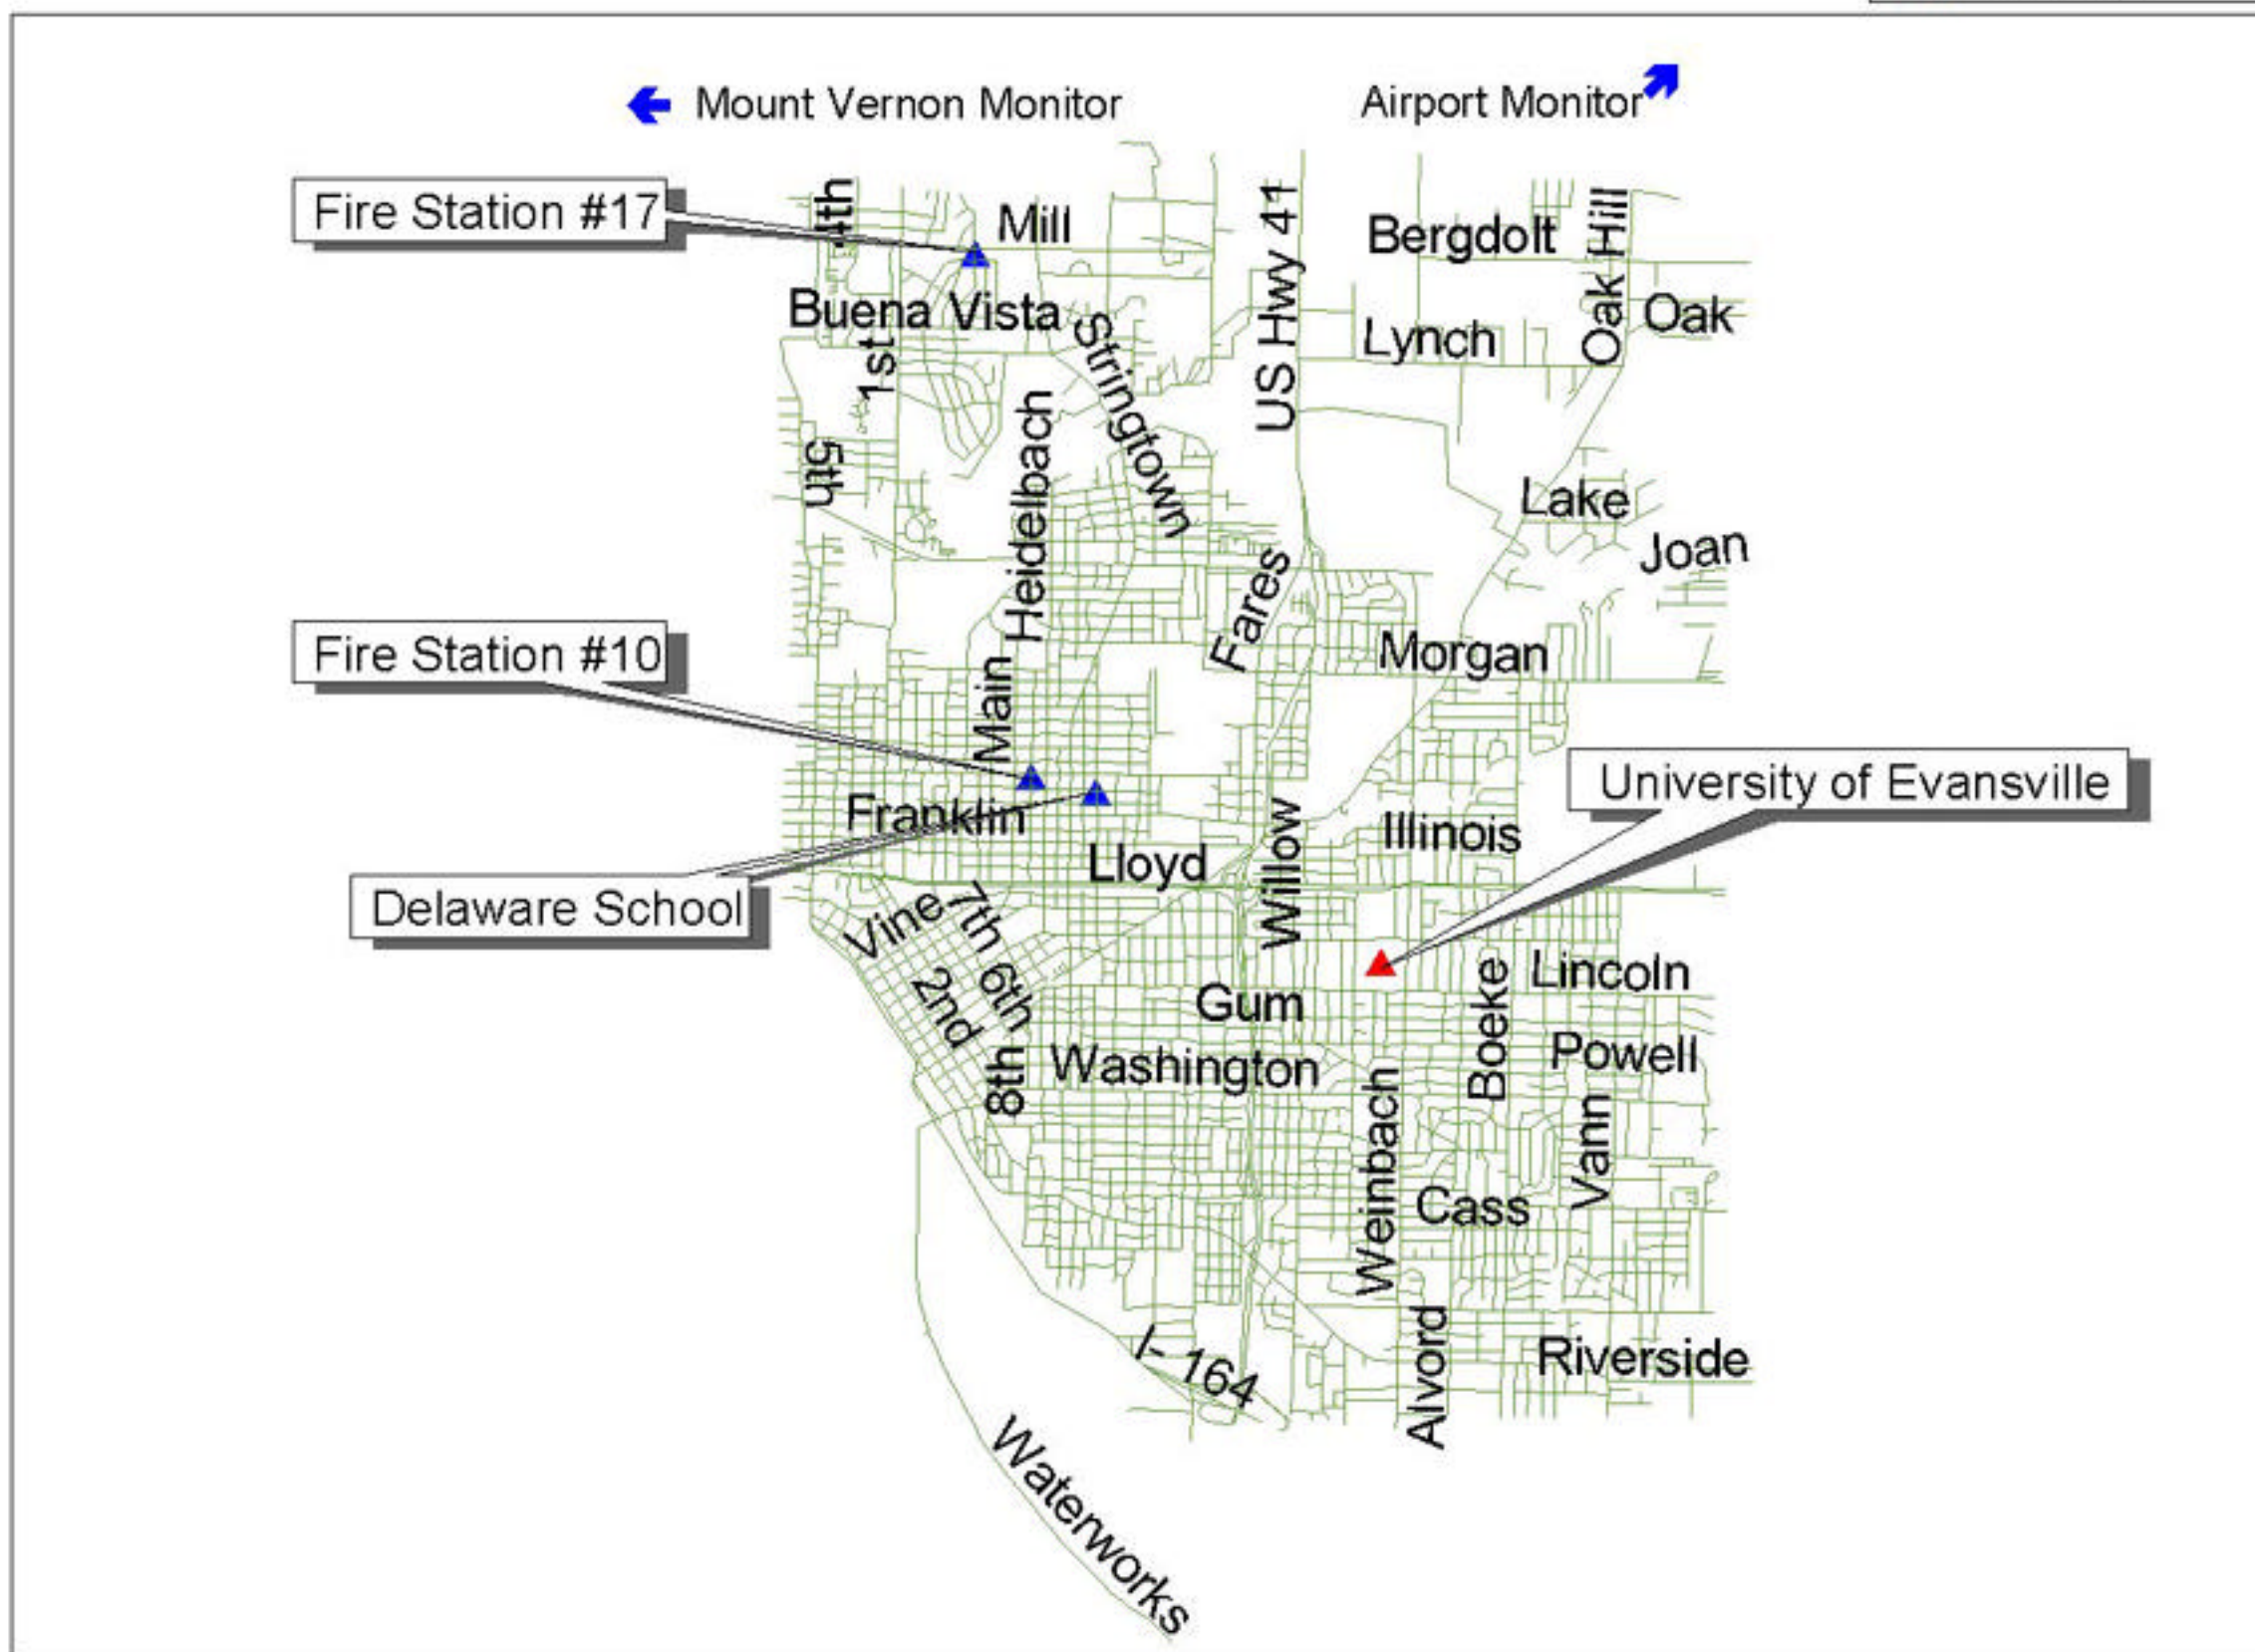 Mount Vernon Monitor
Airport Monitor
Fire Station #17
4th
Mill
US Hwy 41
Bergdolt
Oak Hill
Buena Vista
Stringtown
Lynch
Oak
1st
5th
Heidelbach
Lake
Joan
Fares
Fire Station #10
Main
Morgan
University of Evansville
Franklin
Lloyd
Willow
Illinois
Delaware School
Vine
7th
6th
2nd
8th
Gum
Lincoln
Boeke
Washington
Powell
Weinbach
Vann
Cass
I- 164
Alvord
Riverside
Waterworks